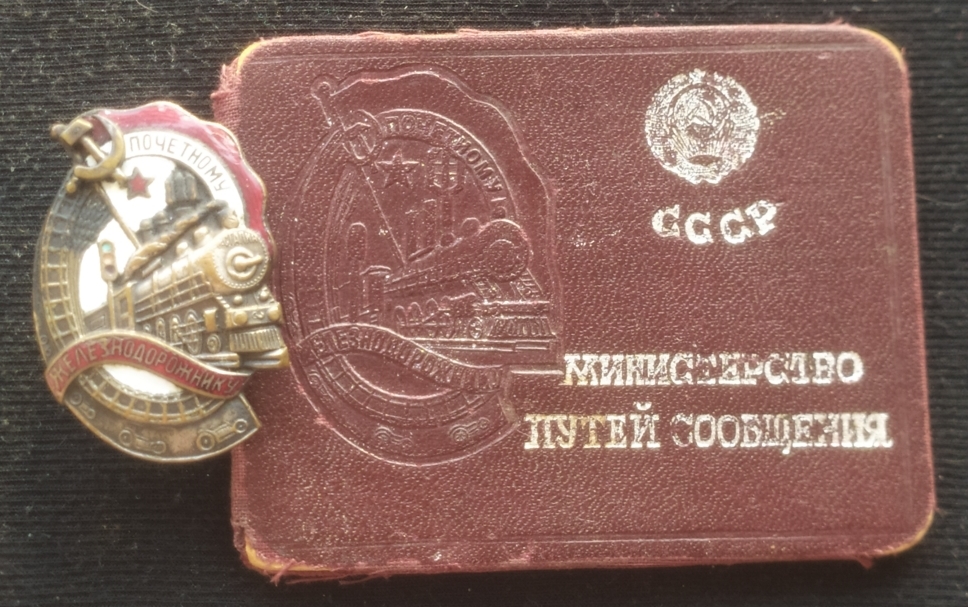 ПОЧЕТНОМУ
ЖЕЛЕЗНОДОРОЖНИКУ
ПОЧЕТНОМУ
ЖЕЛЕЗНОДОРОЖНИКУ
СССР
МИНИСТЕРСТВО
ПУТЕЙ СООБЩЕНИЯ